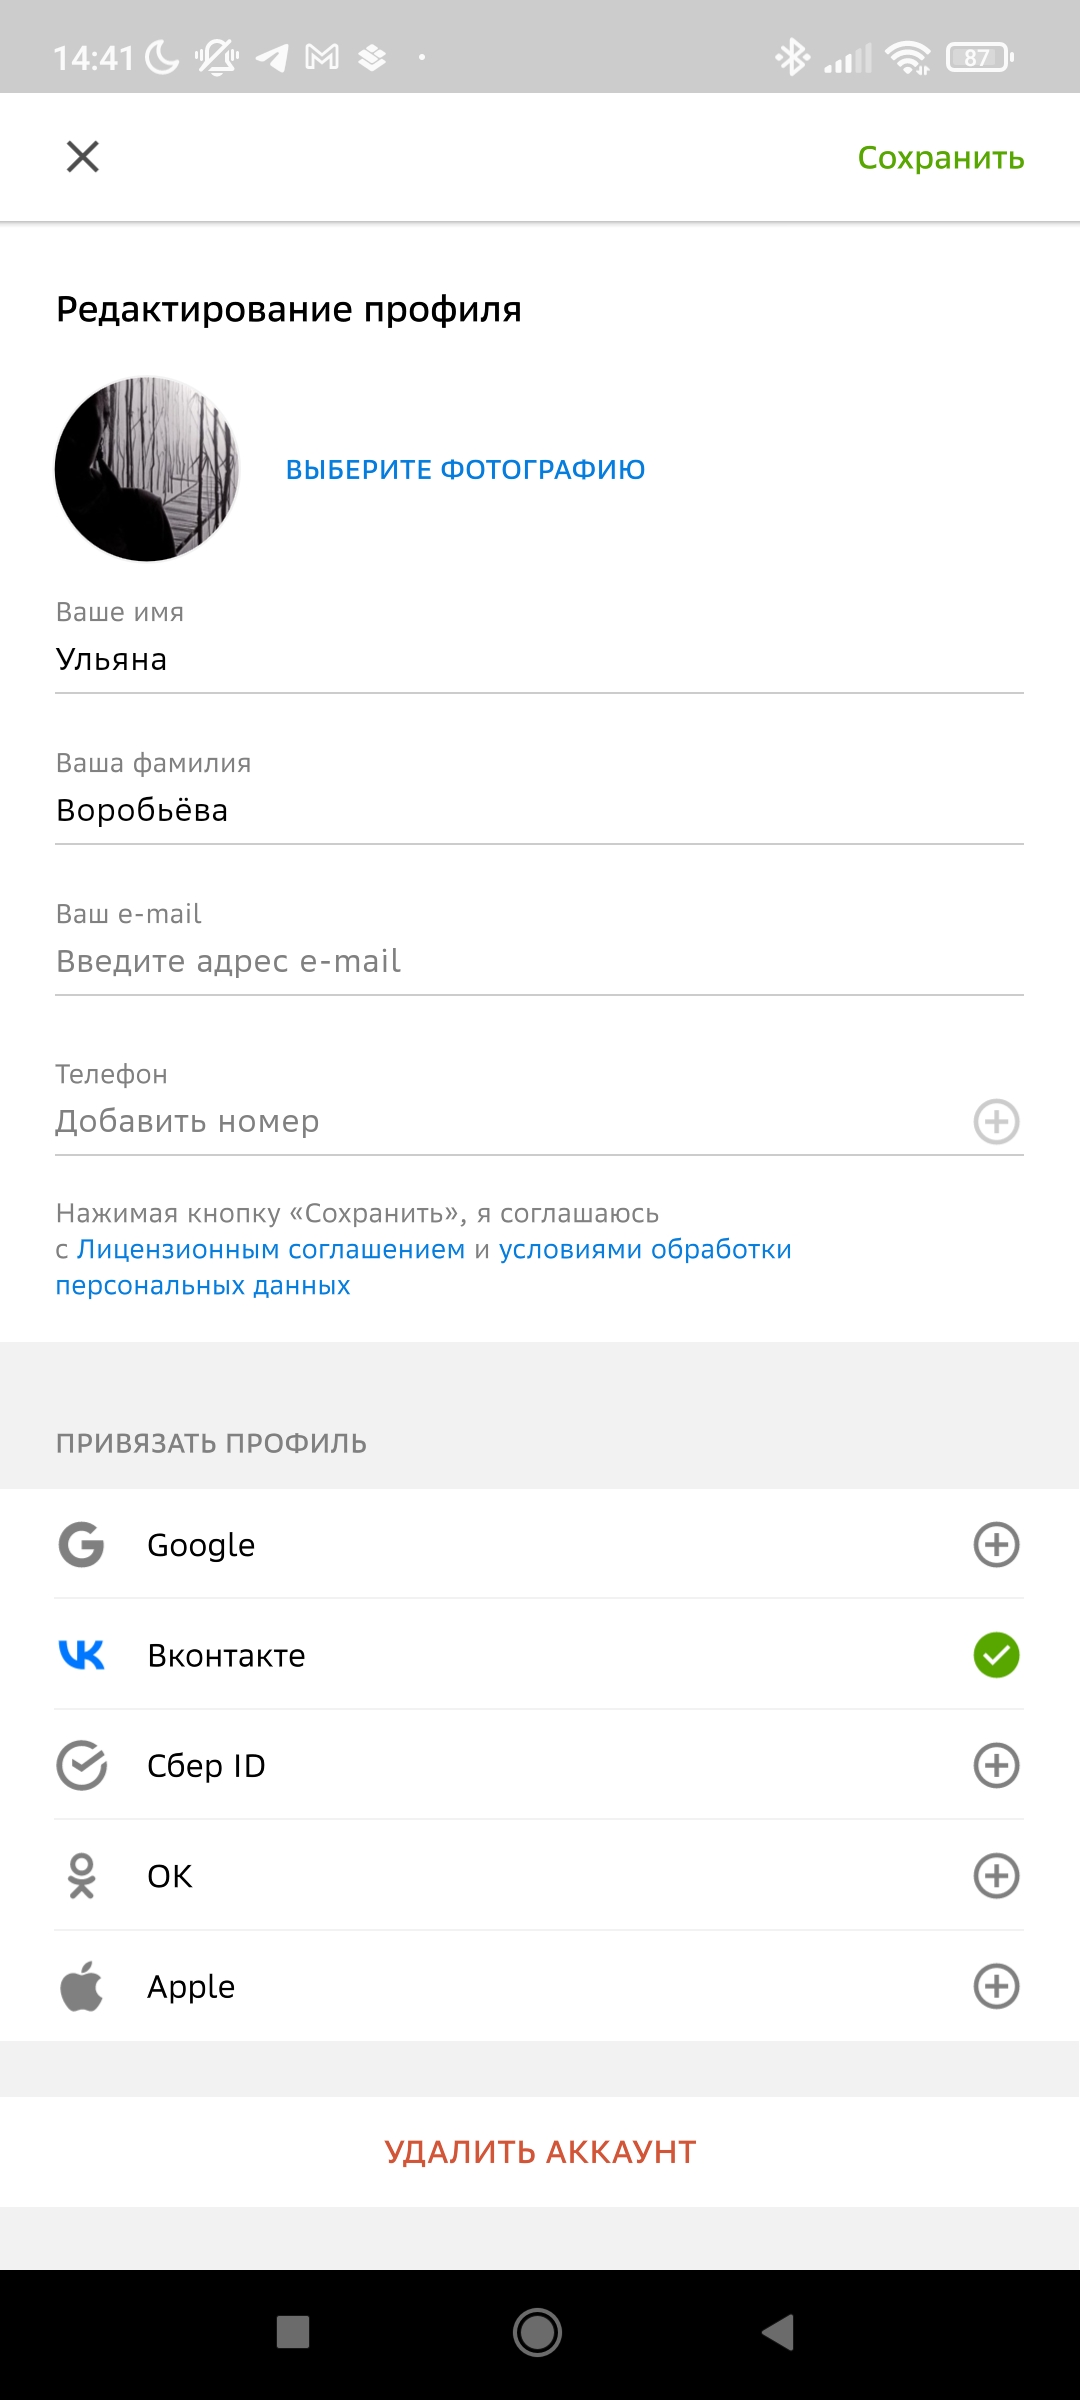 14:41
87
Сохранить
Редактирование профиля
ВЫБЕРИТЕ ФОТОГРАФИЮ
Ваше имя
Ульяна
Ваша фамилия
Воробьёва
Ваш e-mail
Введите адрес e-mail
Телефон
Добавить номер
Нажимая кнопку «Сохранить», я соглашаюсь
с Лицензионным соглашением и условиями обработки
персональных данных
ПРИВЯЗАТЬ ПРОФИЛЬ
Google
Вконтакте
Сбер ID
ОК
Apple
УДАЛИТЬ АККАУНТ